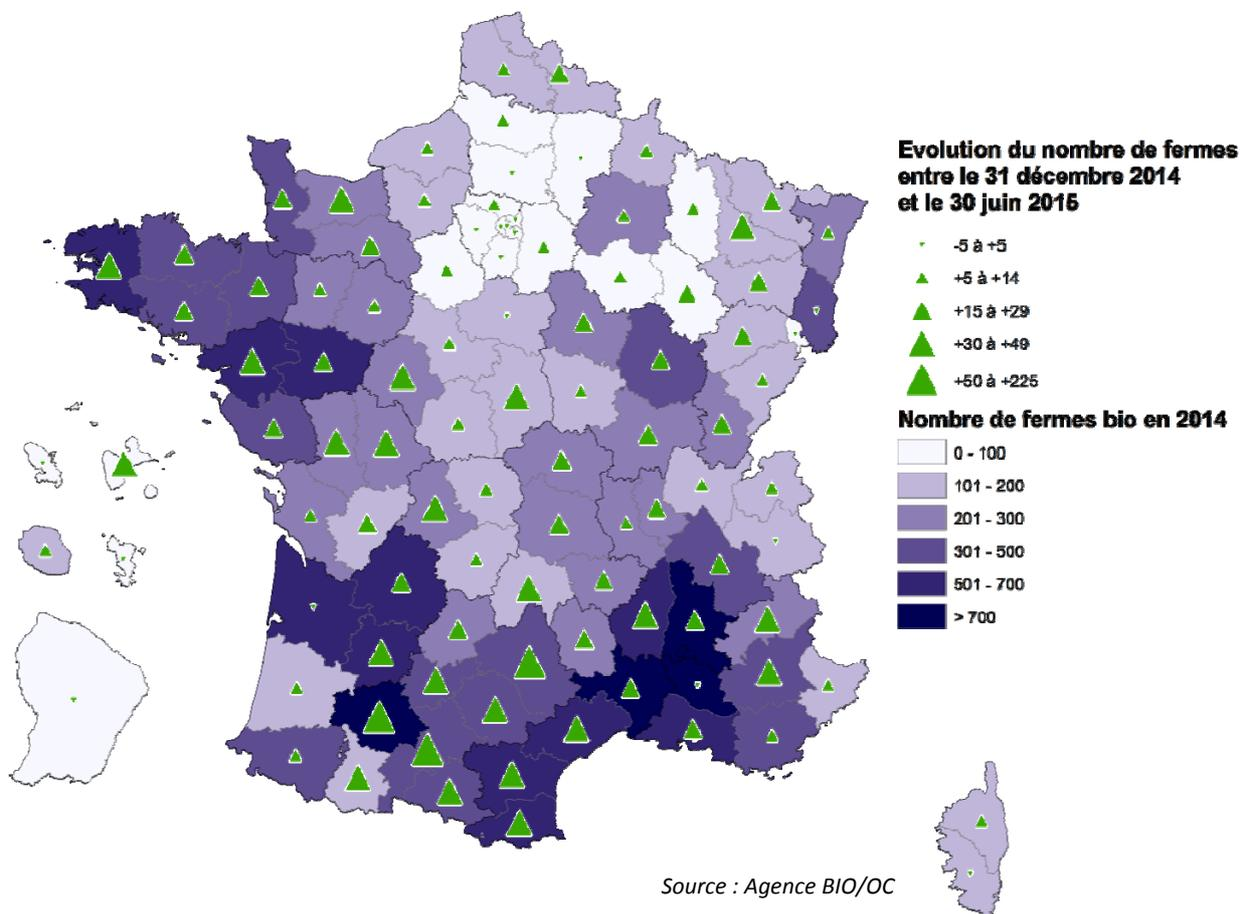 Evolution du nombre de fermes
entre le 31 décembre 2014
et le 30 juin 2015
-5 à +5
+5 à +14
+15 à +29
+30 à +49
+50 à +225
Nombre de fermes bio en 2014
0 - 100
101 - 200
201 - 300
301 - 500
501 - 700
> 700
Source : Agence BIO/OC